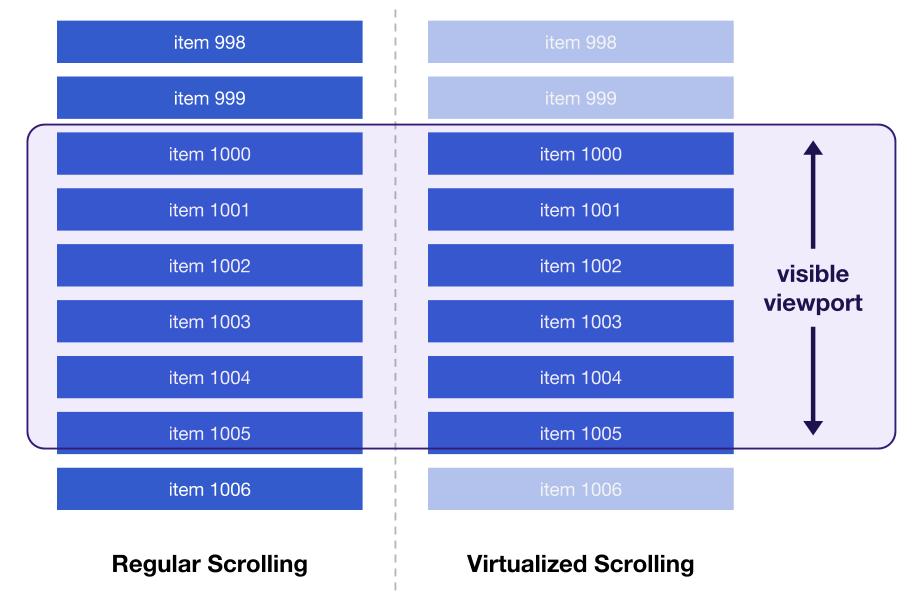 item 998
item 999
item 1000
item 1001
item 1002
item 1003
item 1004
item 1005
item 1006
Regular Scrolling
item 998
item 999
item 1000
item 1001
item 1002
item 1003
item 1004
item 1005
item 1006
Virtualized Scrolling
visible
viewport